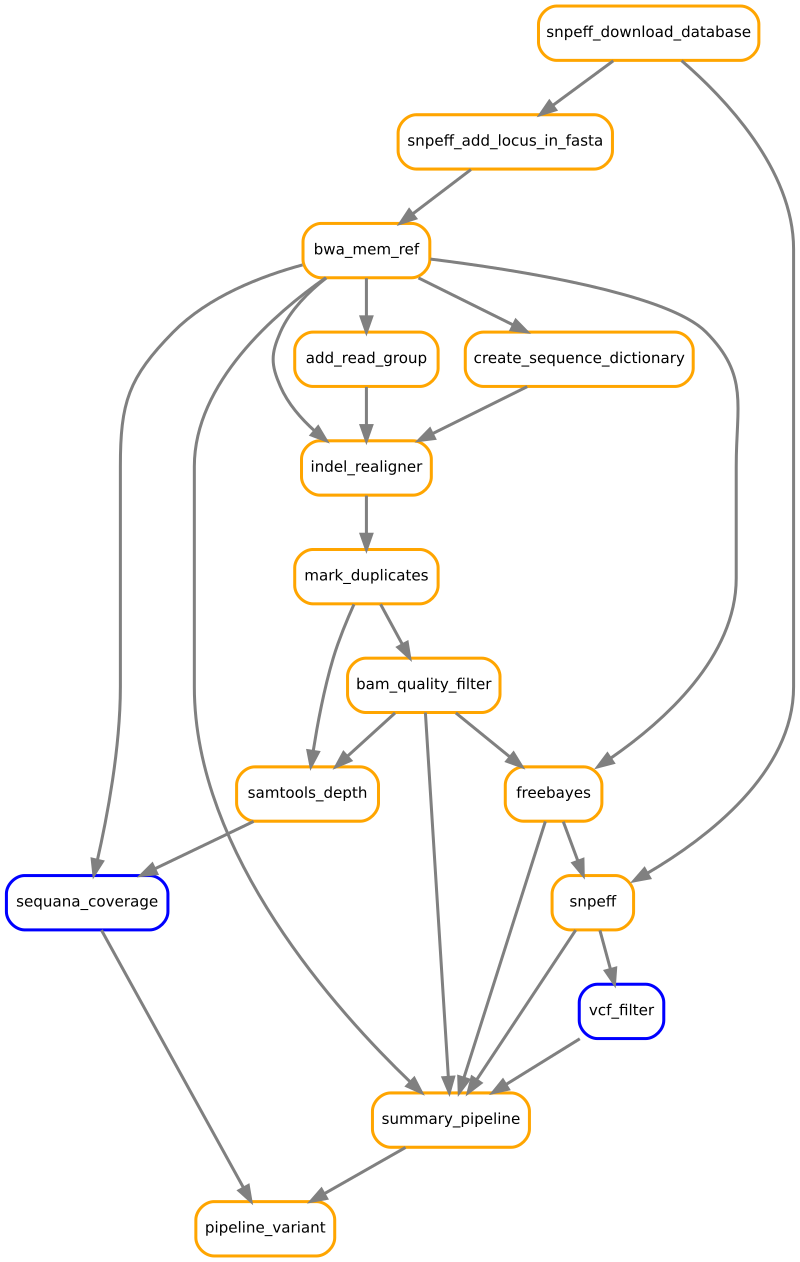 snpeff_download_database
snpeff_add_locus_in_fasta
bwa_mem_ref
add_read_group
create_sequence_dictionary
indel_realigner
mark_duplicates
bam_quality_filter
samtools_depth
freebayes
sequana_coverage
snpeff
vcf_filter
summary_pipeline
pipeline_variant